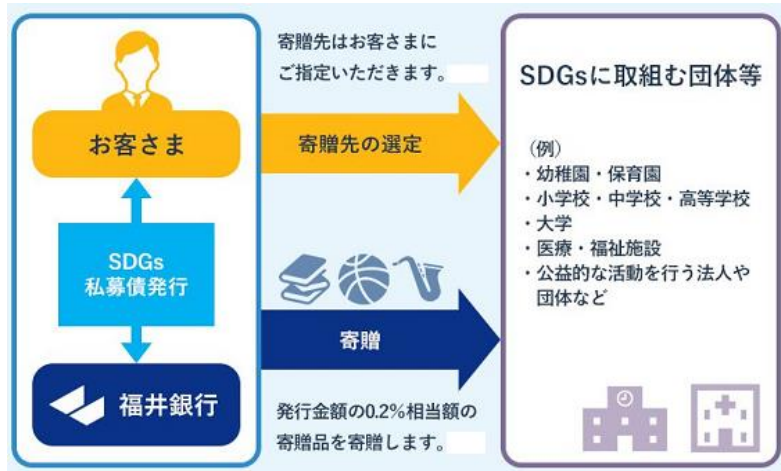 お客さま
SDGs
私募債発行
福井銀行
寄贈先はお客さまに
ご指定いただきます。
寄贈先の選定
寄贈
発行金額の0.2%相当額の
寄贈品を寄贈します。
SDGsに取組む団体等
（例）
・幼稚園・保育園
・小学校・中学校・高等学校
・大学
・医療・福祉施設
・公益的な活動を行う法人や
団体など